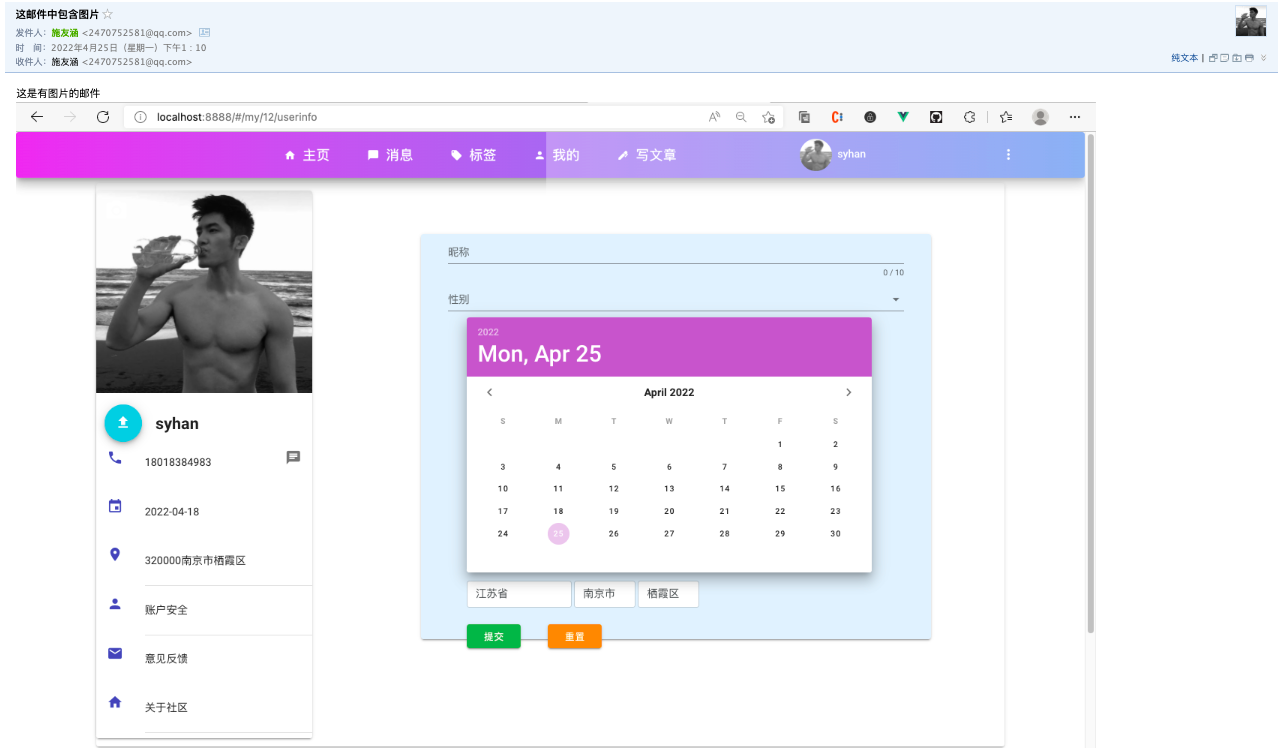 这邮件中包含图片☆
发件人：施友涵 <2470752581@qq.com>
时　间：2022年4月25日（星期一）下午1：10
收件人：施友涵 <2470752581@qq.com>
纯文本 |
这是有图片的邮件
localhost:8888/#/my/12/userinfo
主页 消息 标签 我的 写文章 syhan
昵称
0 / 10
性别
2022
Mon, Apr 25
April 2022
S M T W T F S
1 2
3 4 5 6 7 8 9
10 11 12 13 14 15 16
17 18 19 20 21 22 23
24 25 26 27 28 29 30
江苏省 南京市 栖霞区
提交 重置
syhan
18018384983
2022-04-18
320000南京市栖霞区
账户安全
意见反馈
关于社区